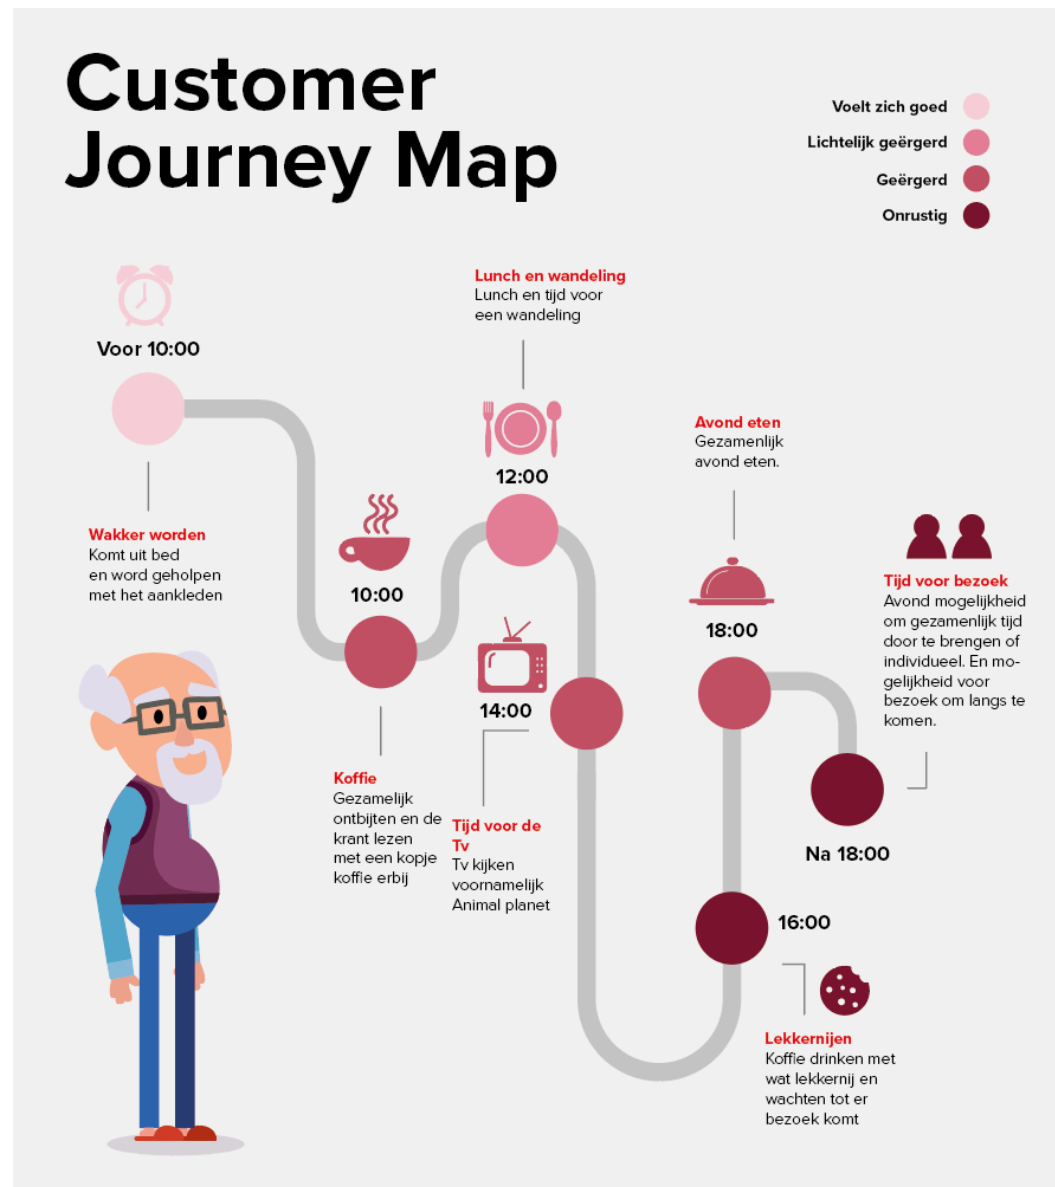 Customer
Journey Map
Voelt zich goed
Lichtelijk geërgerd
Geërgerd
Onrustig
Voor 10:00
Wakker worden
Komt uit bed
en word geholpen
met het aankleden
10:00
Koffie
Gezamelijk
ontbijten en de
krant lezen
met een kopje
koffie erbij
Lunch en wandeling
Lunch en tijd voor
een wandeling
12:00
14:00
Tijd voor de
Tv
Tv kijken
voornamelijk
Animal planet
16:00
Lekkernijen
Koffie drinken met
wat lekkernij en
wachten tot er
bezoek komt
Avond eten
Gezamenlijk
avond eten.
18:00
Tijd voor bezoek
Avond mogelijkheid
om gezamenlijk tijd
door te brengen of
individueel. En mo-
gelijkheid voor
bezoek om langs te
komen.
Na 18:00